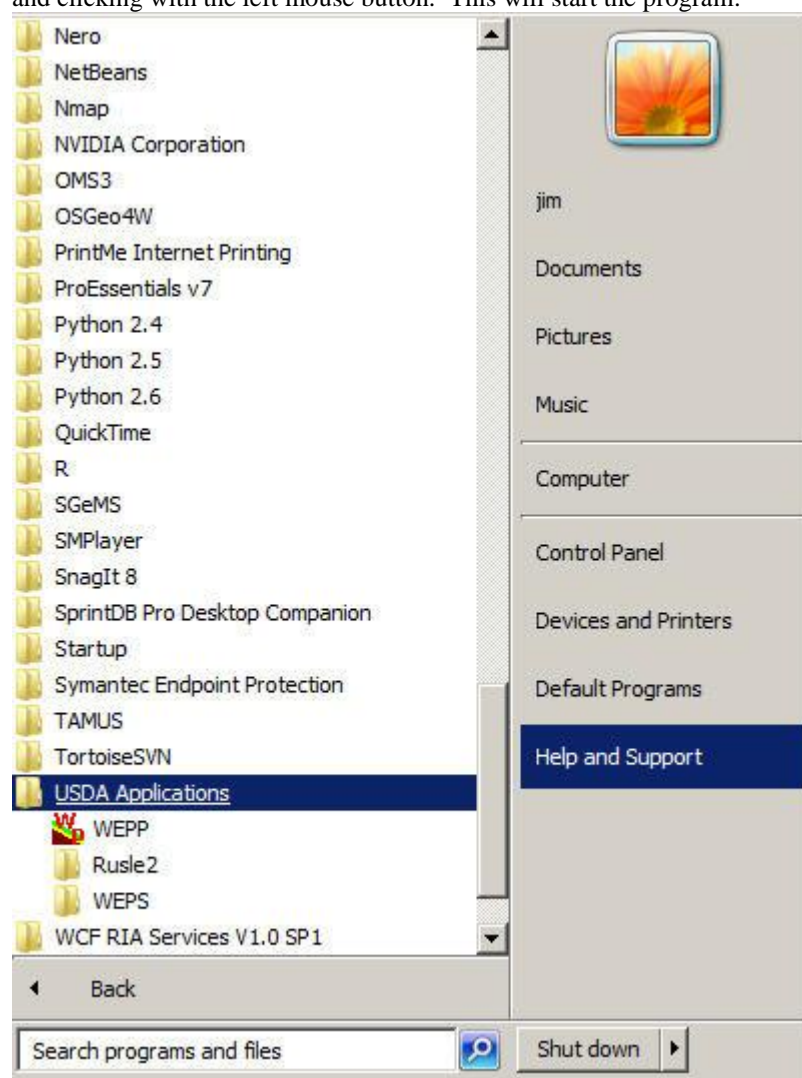 and clicking with the left mouse button. This will start the program.
Nero
NetBeans
Nmap
NVIDIA Corporation
OMS3
OSGeo4W
PrintMe Internet Printing
ProEssentials v7
Python 2.4
Python 2.5
Python 2.6
QuickTime
R
SGeMS
SMPlayer
SnagIt 8
SprintDB Pro Desktop Companion
Startup
Symantec Endpoint Protection
TAMUS
TortoiseSVN
USDA Applications
WEPP
Rusle2
WEPS
WCF RIA Services V1.0 SP1
Back
Search programs and files
jim
Documents
Pictures
Music
Computer
Control Panel
Devices and Printers
Default Programs
Help and Support
Shut down